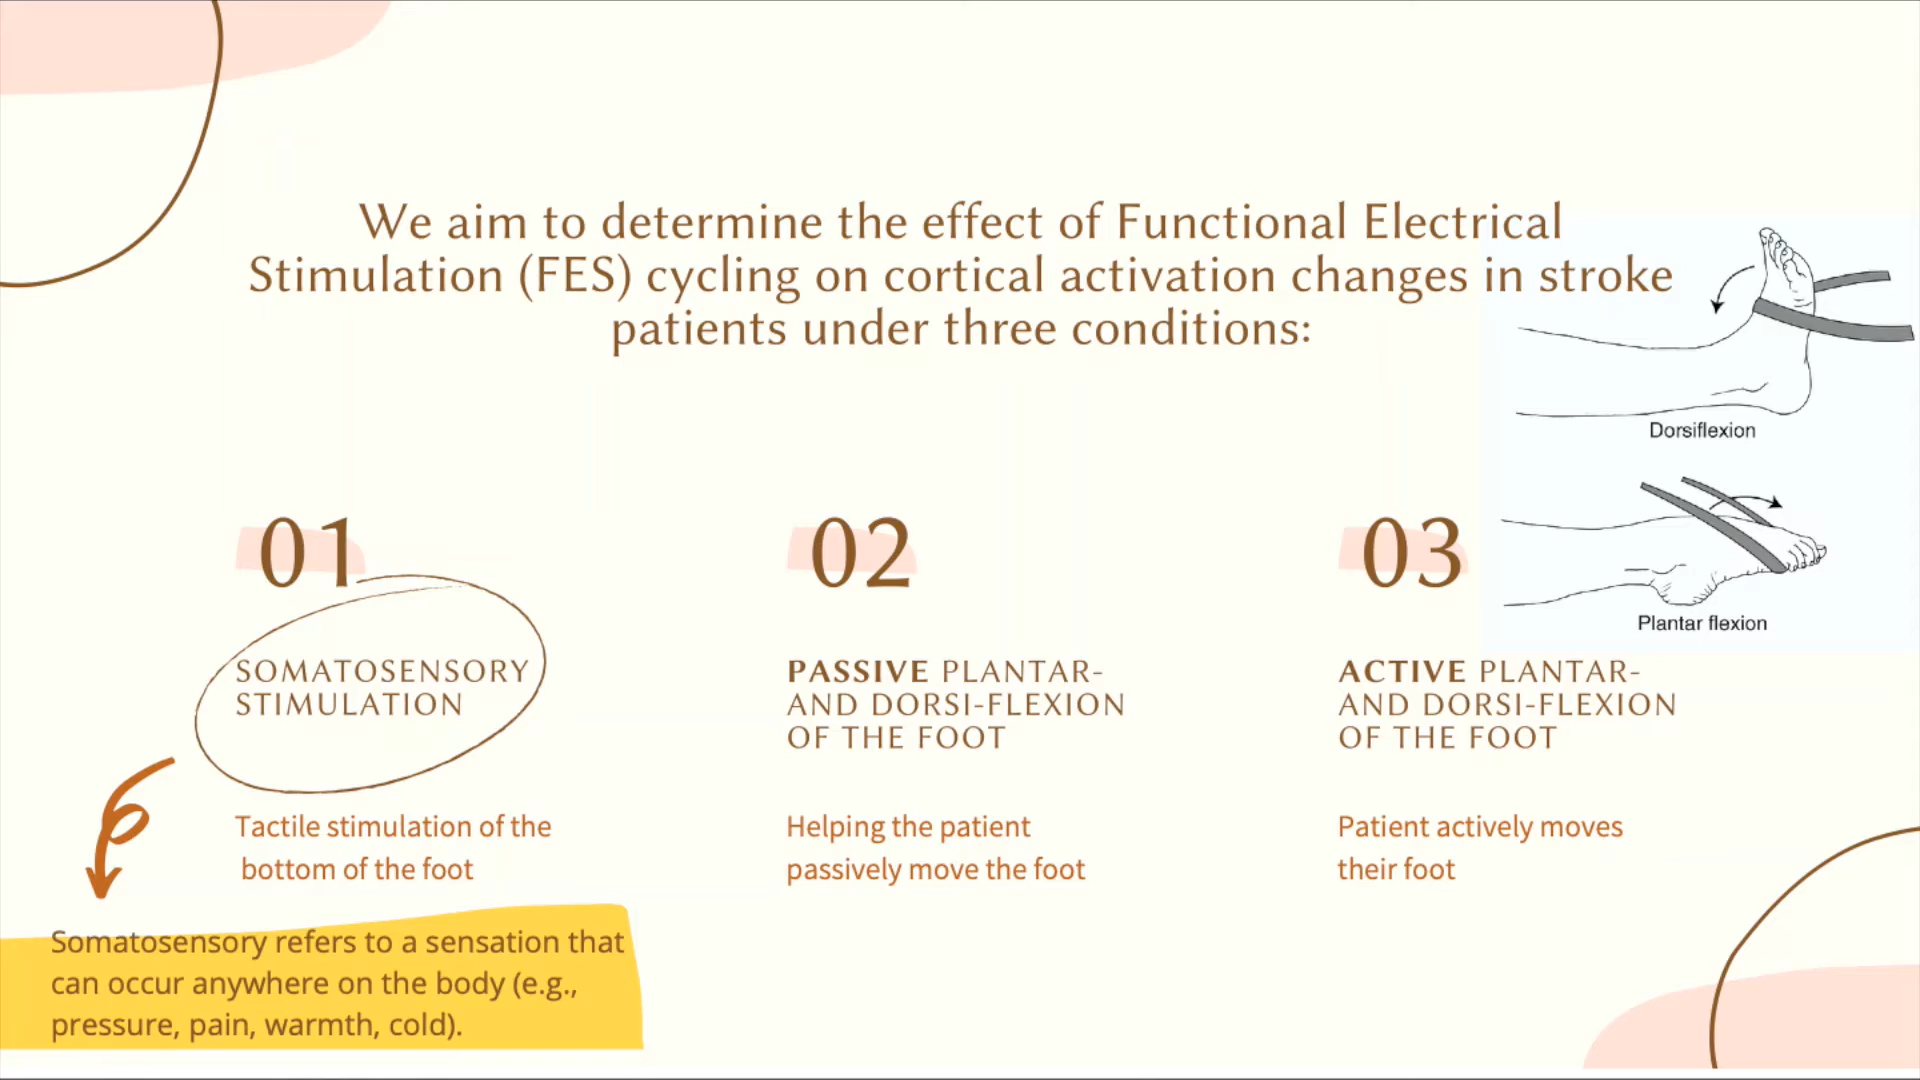 We aim to determine the effect of Functional Electrical
Stimulation (FES) cycling on cortical activation changes in stroke
patients under three conditions:
Dorsiflexion
Plantar flexion
01
SOMATOSENSORY
STIMULATION
Tactile stimulation of the
bottom of the foot
Somatosensory refers to a sensation that
can occur anywhere on the body (e.g.,
pressure, pain, warmth, cold).
02
PASSIVE PLANTAR-
AND DORSI-FLEXION
OF THE FOOT
Helping the patient
passively move the foot
03
ACTIVE PLANTAR-
AND DORSI-FLEXION
OF THE FOOT
Patient actively moves
their foot